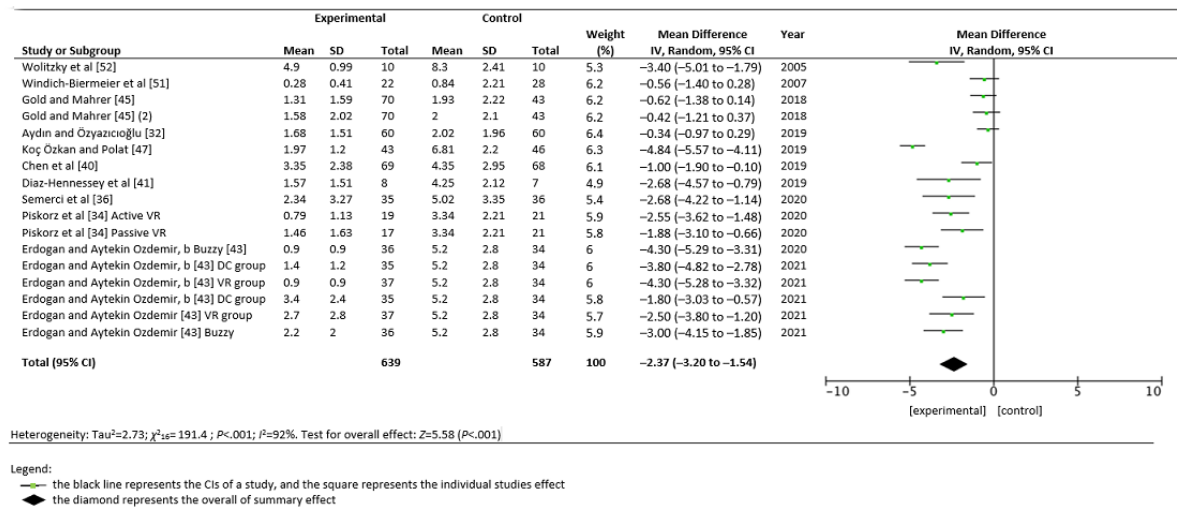 Experimental Control
Weight Mean Difference Year Mean Difference
Study or Subgroup Mean SD Total Mean SD Total (%) IV, Random, 95% CI IV, Random, 95% CI
Wolitzky et al [52] 4.9 0.99 10 8.3 2.41 10 5.3 −3.40 (−5.01 to −1.79) 2005
Windich-Biermeier et al [51] 0.28 0.41 22 0.84 2.21 28 6.2 −0.56 (−1.40 to 0.28) 2007
Gold and Mahrer [45] 1.31 1.59 70 1.93 2.22 43 6.2 −0.62 (−1.38 to 0.14) 2018
Gold and Mahrer [45] (2) 1.58 2.02 70 2 2.1 43 6.2 −0.42 (−1.21 to 0.37) 2018
Aydın and Özyazıcıoğlu [32] 1.68 1.51 60 2.02 1.96 60 6.4 −0.34 (−0.97 to 0.29) 2019
Koç Özkan and Polat [47] 1.97 1.2 43 6.81 2.2 46 6.3 −4.84 (−5.57 to −4.11) 2019
Chen et al [40] 3.35 2.38 69 4.35 2.95 68 6.1 −1.00 (−1.90 to −0.10) 2019
Diaz-Hennessey et al [41] 1.57 1.51 8 4.25 2.12 7 4.9 −2.68 (−4.57 to −0.79) 2019
Semerci et al [36] 2.34 3.27 35 5.02 3.35 36 5.4 −2.68 (−4.22 to −1.14) 2020
Piskorz et al [34] Active VR 0.79 1.13 19 3.34 2.21 21 5.9 −2.55 (−3.62 to −1.48) 2020
Piskorz et al [34] Passive VR 1.46 1.63 17 3.34 2.21 21 5.8 −1.88 (−3.10 to −0.66) 2020
Erdogan and Aytekin Ozdemir, b Buzzy [43] 0.9 0.9 36 5.2 2.8 34 6 −4.30 (−5.29 to −3.31) 2020
Erdogan and Aytekin Ozdemir, b [43] DC group 1.4 1.2 35 5.2 2.8 34 6 −3.80 (−4.82 to −2.78) 2021
Erdogan and Aytekin Ozdemir, b [43] VR group 0.9 0.9 37 5.2 2.8 34 6 −4.30 (−5.28 to −3.32) 2021
Erdogan and Aytekin Ozdemir, b [43] DC group 3.4 2.4 35 5.2 2.8 34 5.8 −1.80 (−3.03 to −0.57) 2021
Erdogan and Aytekin Ozdemir [43] VR group 2.7 2.8 37 5.2 2.8 34 5.7 −2.50 (−3.80 to −1.20) 2021
Erdogan and Aytekin Ozdemir [43] Buzzy 2.2 2 36 5.2 2.8 34 5.9 −3.00 (−4.15 to −1.85) 2021
Total (95% CI) 639 587 100 −2.37 (−3.20 to −1.54)
-10 -5 0 5 10
[experimental] [control]
Heterogeneity: Tau²=2.73; χ²₁₆= 191.4 ; P<.001; I²=92%. Test for overall effect: Z=5.58 (P<.001)
Legend:
the black line represents the CIs of a study, and the square represents the individual studies effect
the diamond represents the overall of summary effect